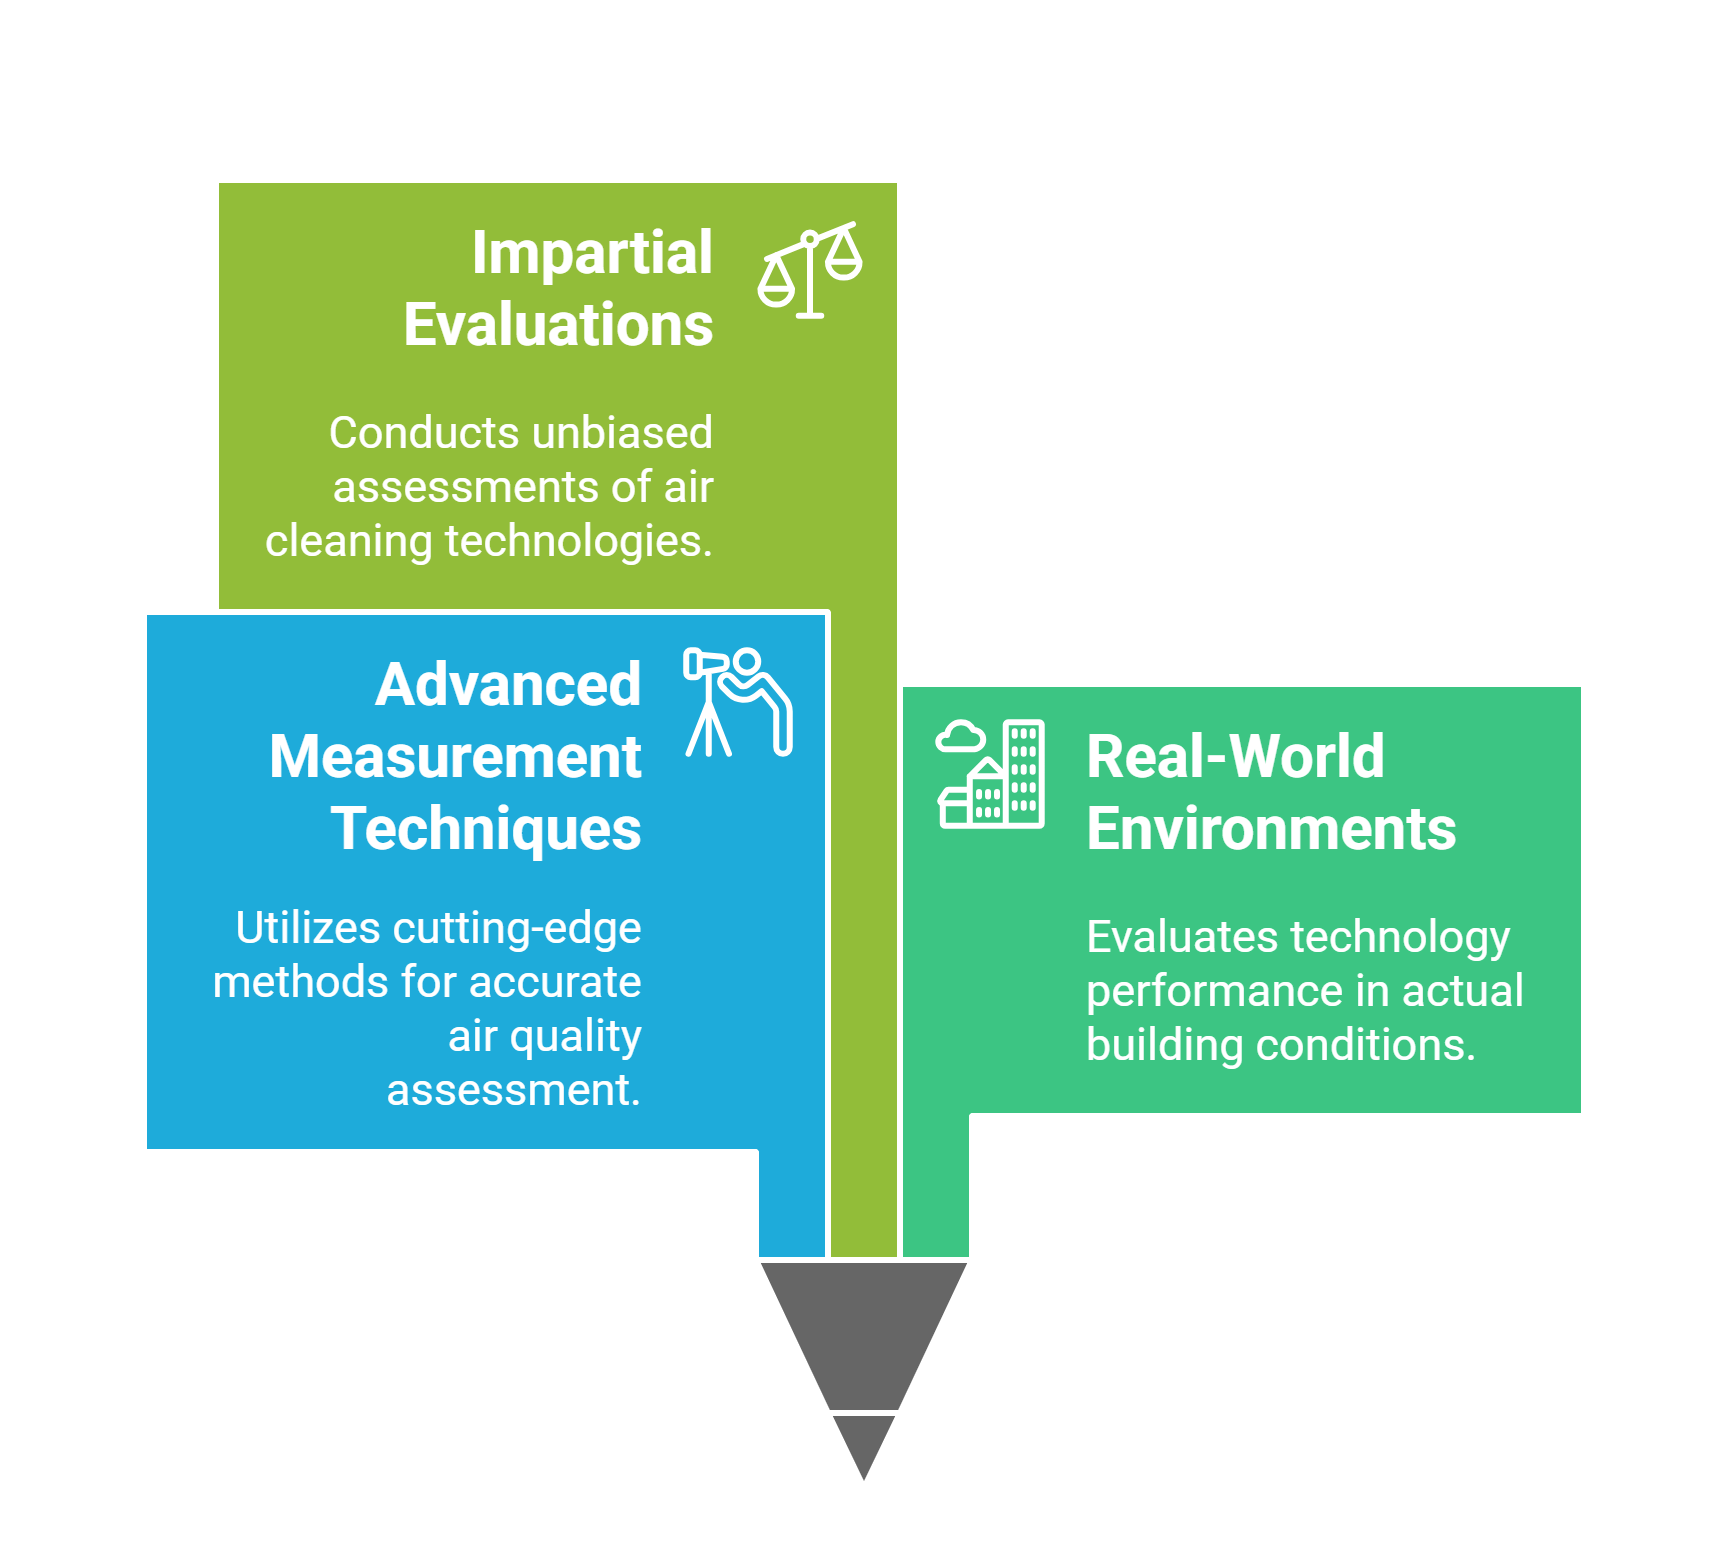 Impartial
Evaluations
Conducts unbiased
assessments of air
cleaning technologies.
Advanced
Measurement
Techniques
Utilizes cutting-edge
methods for accurate
air quality
assessment.
Real-World
Environments
Evaluates technology
performance in actual
building conditions.